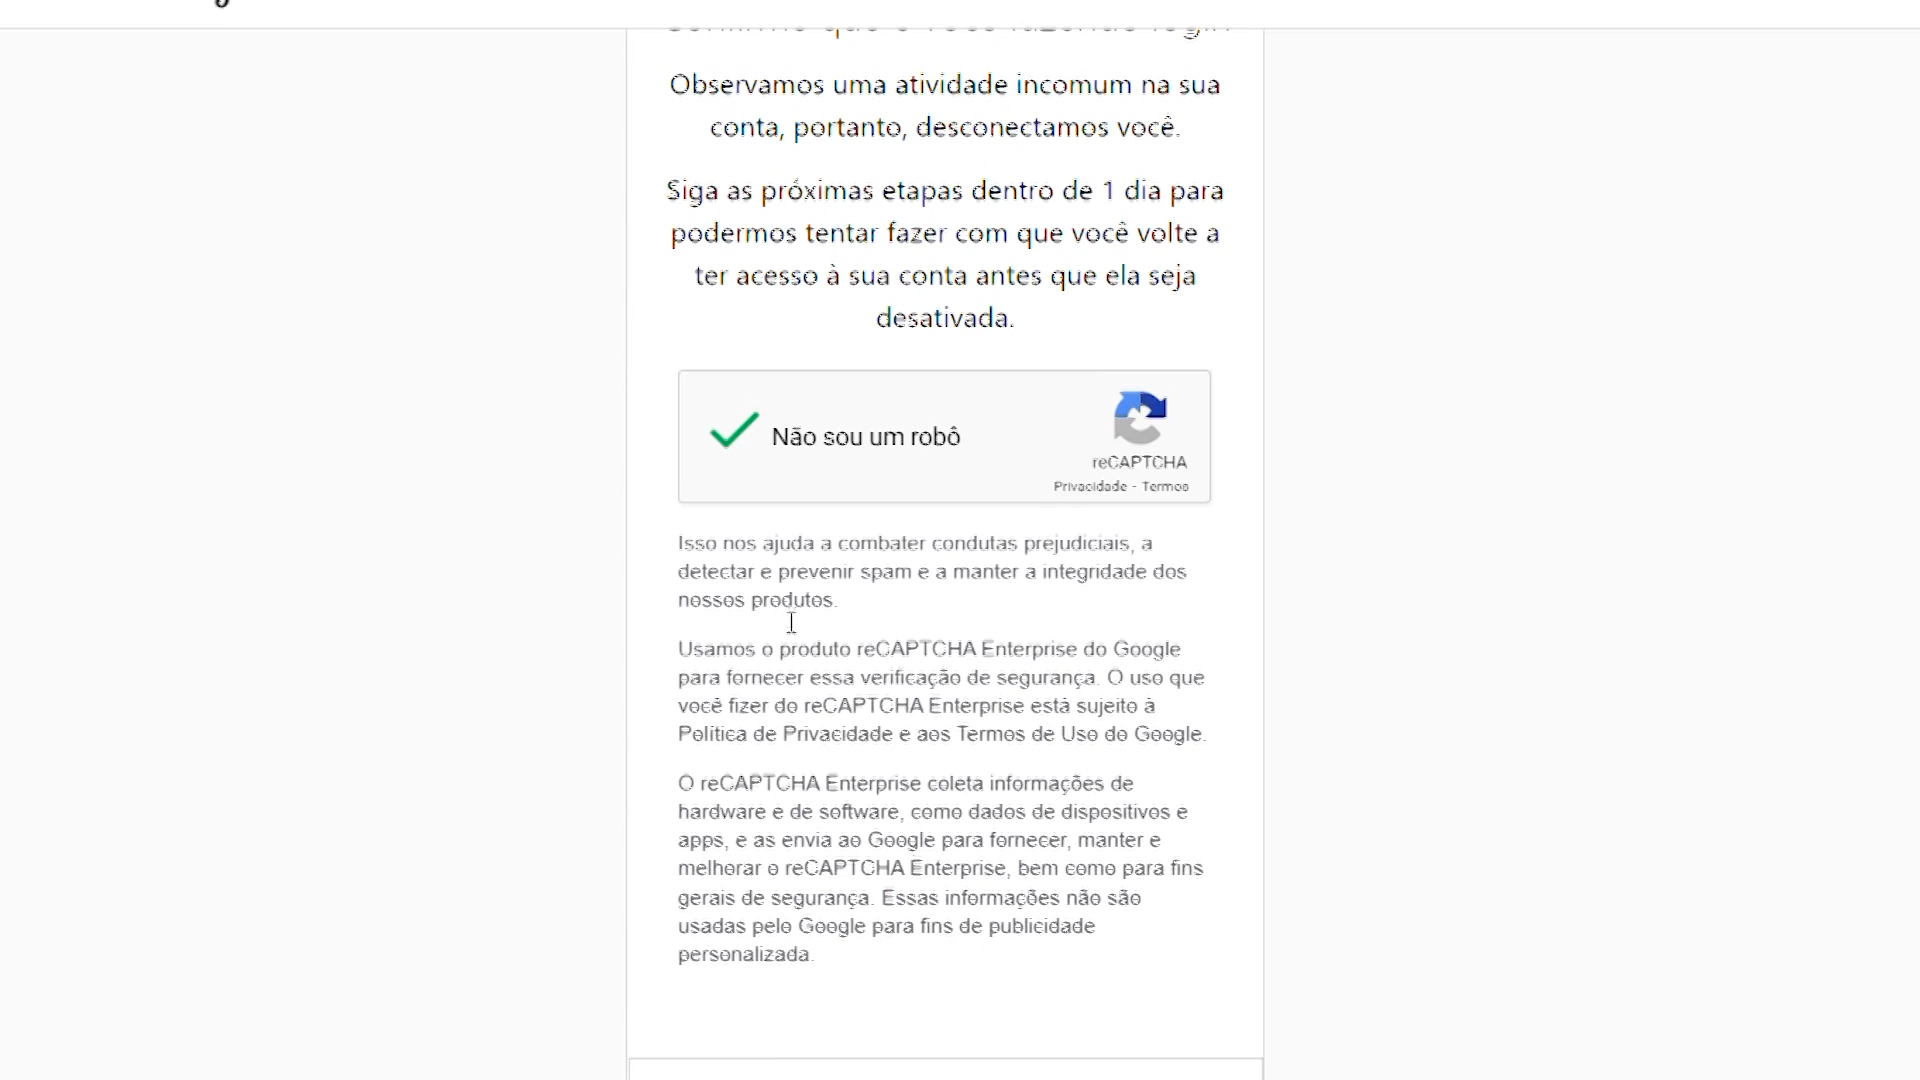 Observamos uma atividade incomum na sua
conta, portanto, desconectamos você.
Siga as próximas etapas dentro de 1 dia para
podermos tentar fazer com que você volte a
ter acesso à sua conta antes que ela seja
desativada.
Não sou um robô
reCAPTCHA
Privacidade - Termos
Isso nos ajuda a combater condutas prejudiciais, a
detectar e prevenir spam e a manter a integridade dos
nossos produtos.
Usamos o produto reCAPTCHA Enterprise do Google
para fornecer essa verificação de segurança. O uso que
você fizer do reCAPTCHA Enterprise está sujeito à
Política de Privacidade e aos Termos de Uso do Google.
O reCAPTCHA Enterprise coleta informações de
hardware e de software, como dados de dispositivos e
apps, e as envia ao Google para fornecer, manter e
melhorar o reCAPTCHA Enterprise, bem como para fins
gerais de segurança. Essas informações não são
usadas pelo Google para fins de publicidade
personalizada.